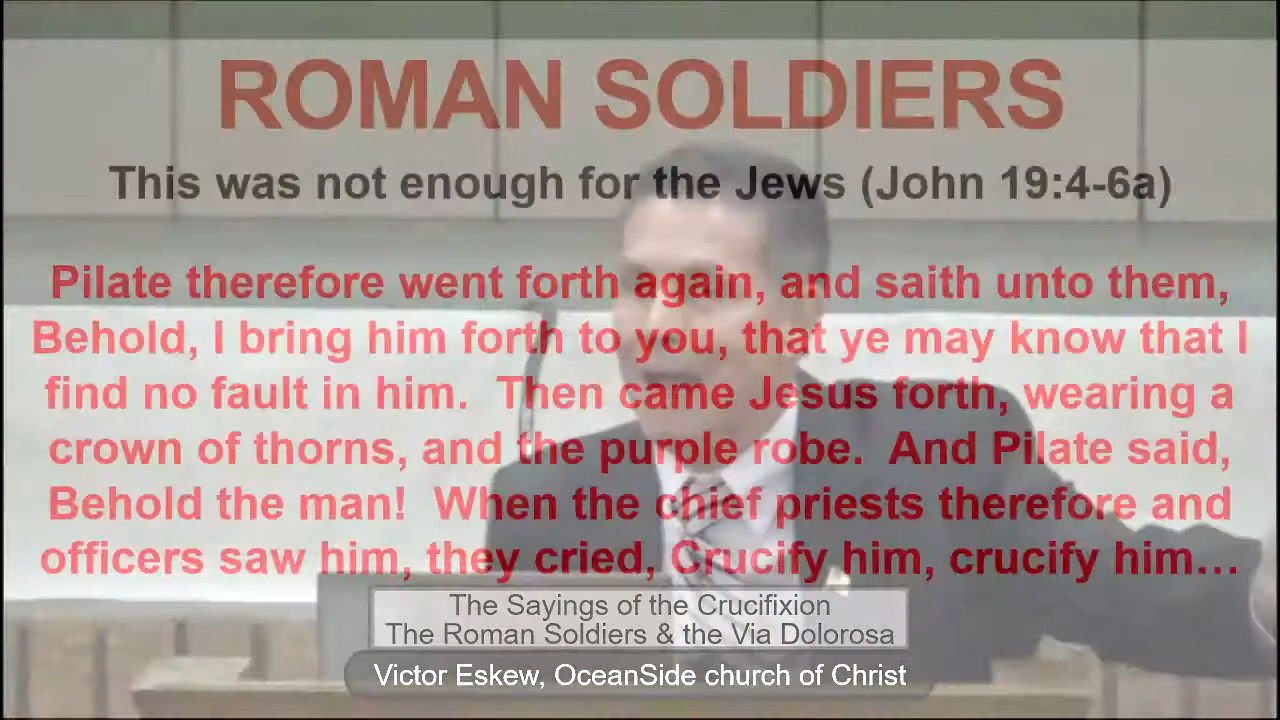 ROMAN SOLDIERS
This was not enough for the Jews (John 19:4-6a)
Pilate therefore went forth again, and saith unto them,
Behold, I bring him forth to you, that ye may know that I
find no fault in him.  Then came Jesus forth, wearing a
crown of thorns, and the purple robe.  And Pilate said,
Behold the man!  When the chief priests therefore and
officers saw him, they cried, Crucify him, crucify him...
The Sayings of the Crucifixion
The Roman Soldiers & the Via Dolorosa
Victor Eskew, OceanSide church of Christ